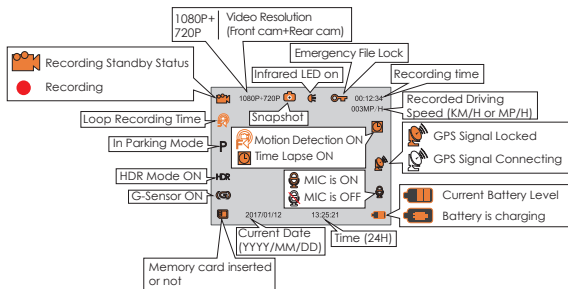 1080P+
720P
Video Resolution
(Front cam+Rear cam)
Emergency File Lock
Recording Standby Status
Recording
Infrared LED on
Recording time
1080P+720P
00:12:34
003MP/H
Recorded Driving
Speed (KM/H or MP/H)
Loop Recording Time
Snapshot
Motion Detection ON
Time Lapse ON
GPS Signal Locked
GPS Signal Connecting
In Parking Mode
P
HDR Mode ON
HDR
MIC is ON
MIC is OFF
G-Sensor ON
Current Battery Level
Battery is charging
2017/01/12
13:25:21
Current Date
(YYYY/MM/DD)
Time (24H)
Memory card inserted
or not